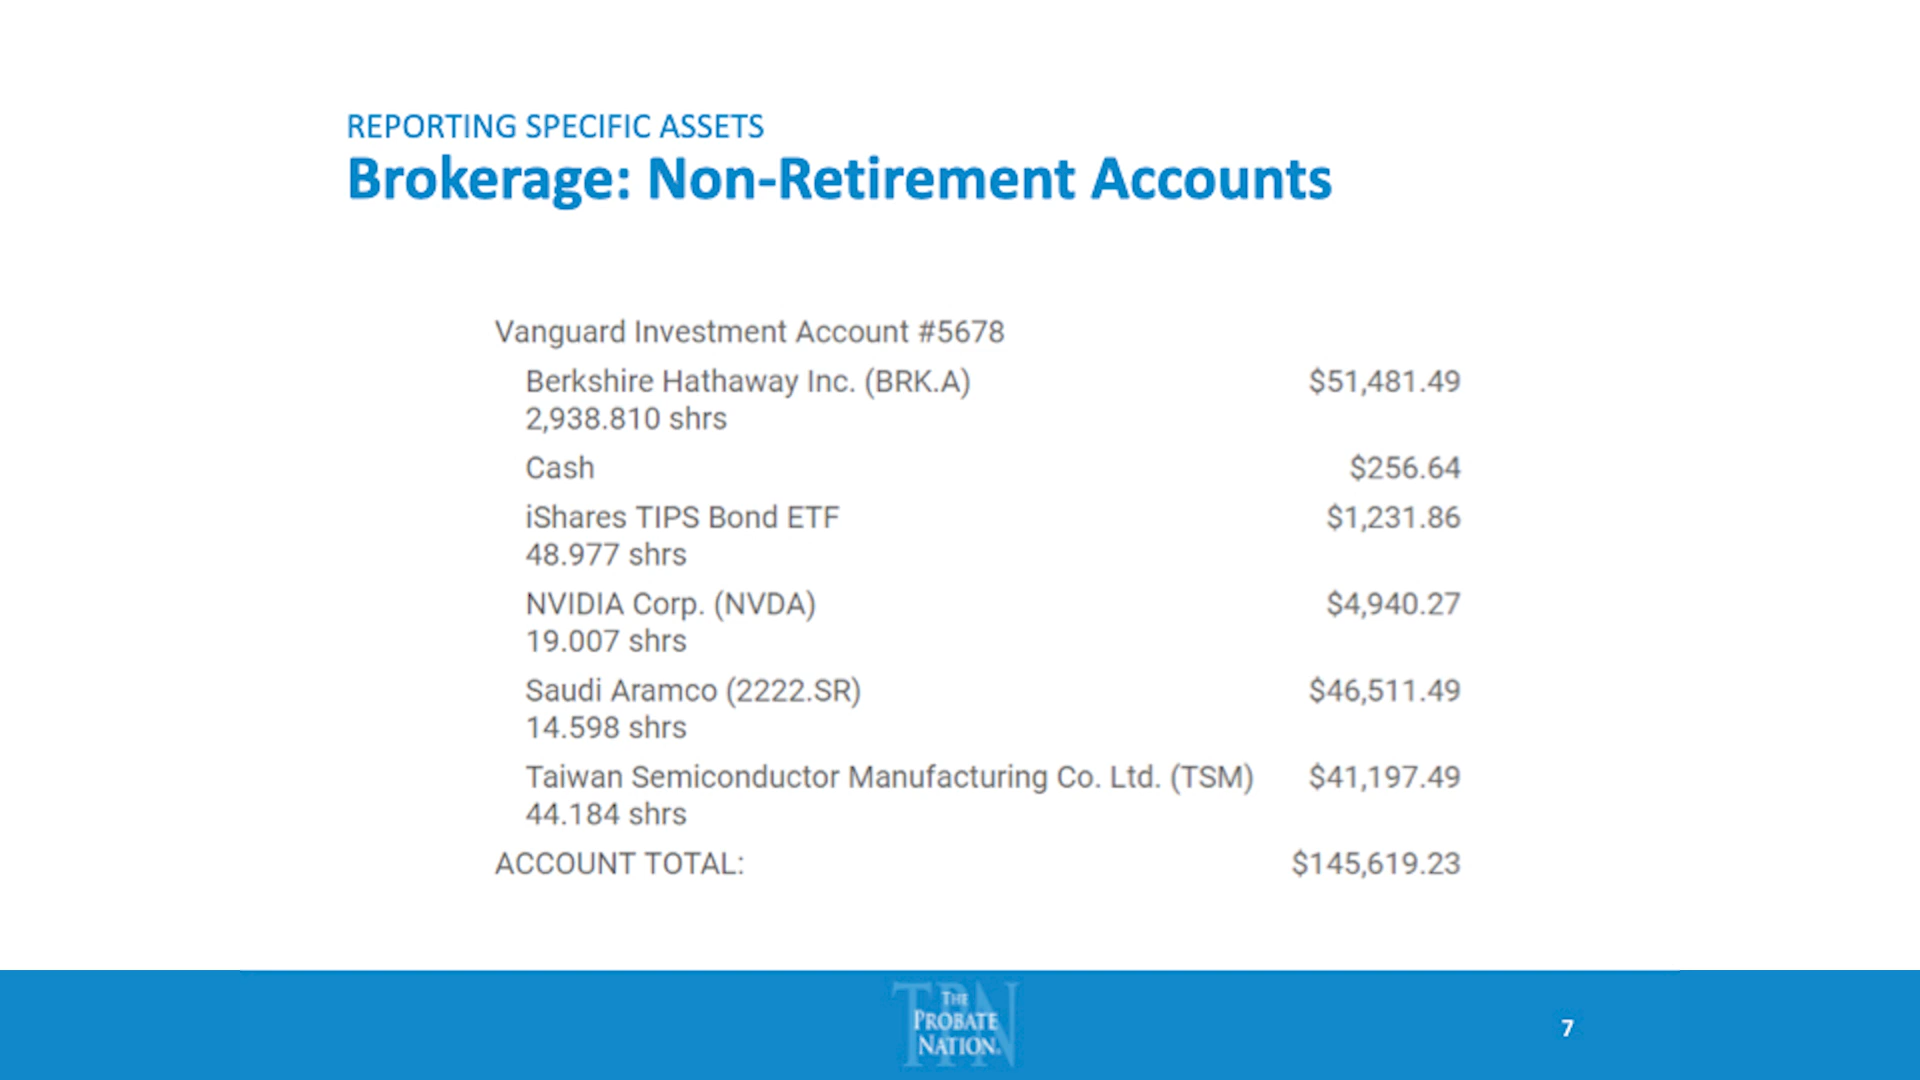 REPORTING SPECIFIC ASSETS
Brokerage: Non-Retirement Accounts
Vanguard Investment Account #5678
Berkshire Hathaway Inc. (BRK.A) $51,481.49
2,938.810 shrs
Cash $256.64
iShares TIPS Bond ETF $1,231.86
48.977 shrs
NVIDIA Corp. (NVDA) $4,940.27
19.007 shrs
Saudi Aramco (2222.SR) $46,511.49
14.598 shrs
Taiwan Semiconductor Manufacturing Co. Ltd. (TSM) $41,197.49
44.184 shrs
ACCOUNT TOTAL: $145,619.23
TPN
THE
PROBATE
NATION.
7